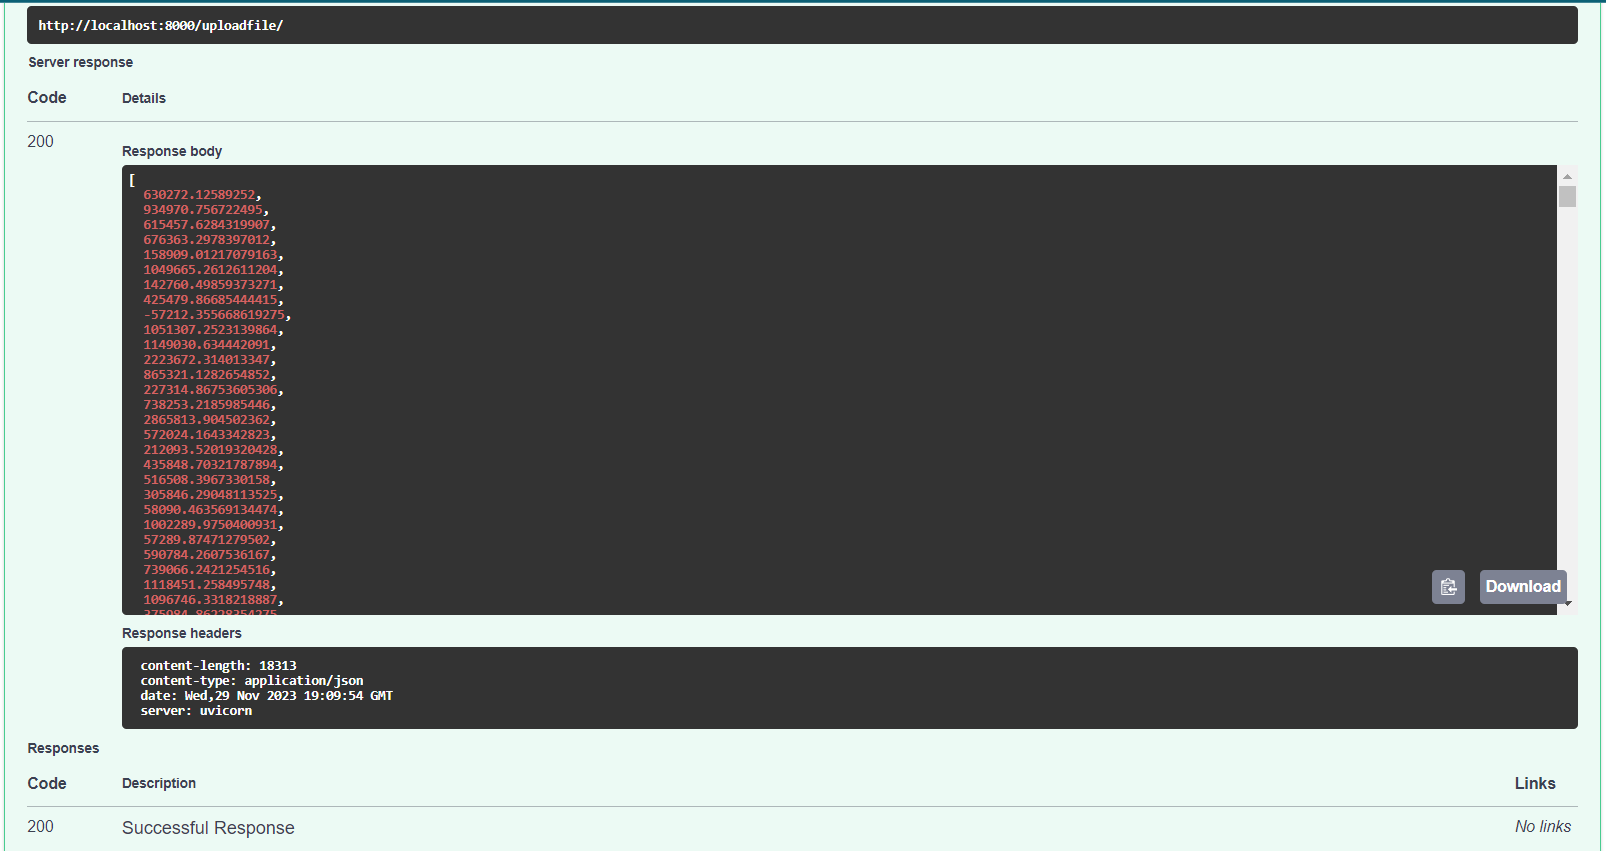 http://localhost:8000/uploadfile/
Server response
Code Details
200
Response body
[
630272.12589252,
934970.756722495,
615457.6284319907,
676363.2978397012,
158909.01217079163,
1049665.2612611204,
142760.49859373271,
425479.86685444415,
-57212.355668619275,
1051307.2523139864,
1149030.634442091,
2223672.314013347,
865321.1282654852,
227314.86753605306,
738253.2185985446,
2865813.904502362,
572024.1643342823,
212093.52019320428,
435848.70321787894,
516508.3967330158,
305846.29048113525,
58090.463569134474,
1002289.9750400931,
57289.87471279502,
590784.2607536167,
739066.2421254516,
1118451.258495748,
1096746.3318218887,
375984.86228354275
Download
Response headers
content-length: 18313
content-type: application/json
date: Wed,29 Nov 2023 19:09:54 GMT
server: uvicorn
Responses
Code Description Links
200 Successful Response No links